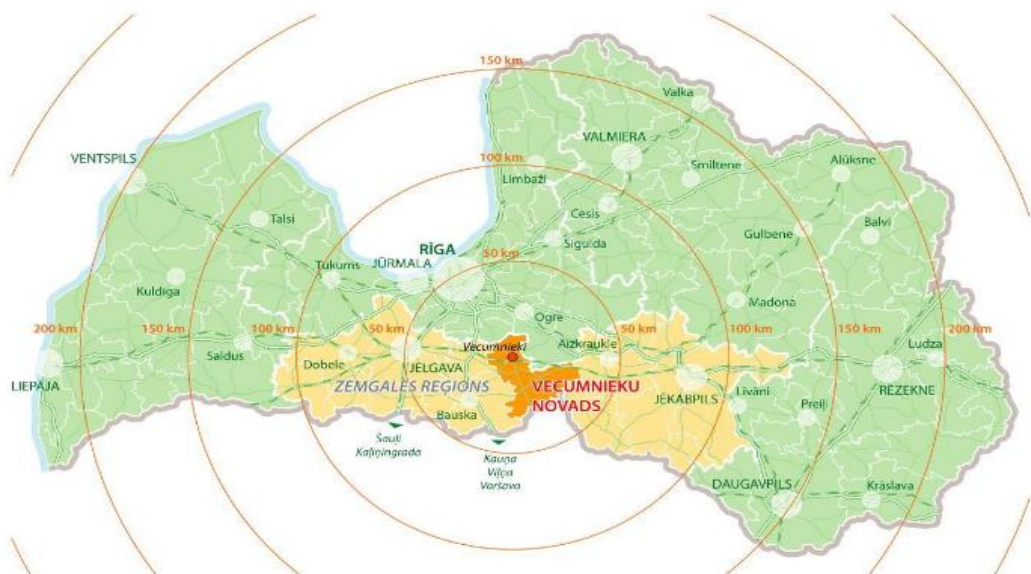 150 km
Valka
VALMIERA
VENTSPILS
100 km
Smiltene
Alūksne
Limbaži
Cēsis
Talsi
Balvi
Gulbene
Sigulda
RĪGA
JŪRMALA
50 km
Tukums
Kuldīga
Madona
Ogre
200 km
150 km
100 km
50 km
50 km
100 km
150 km
200 km
Saldus
Vecumnieki
Aizkraukle
Ludza
Dobele
LIEPĀJA
JELGAVA
RĒZEKNE
ZEMGALES REĢIONS
VECUMNIEKU
NOVADS
JĒKABPILS
Līvāni
Preiļi
Bauska
Šauļi
Kaļiņingrada
Kauņa
Viļņa
Varšava
DAUGAVPILS
Krāslava